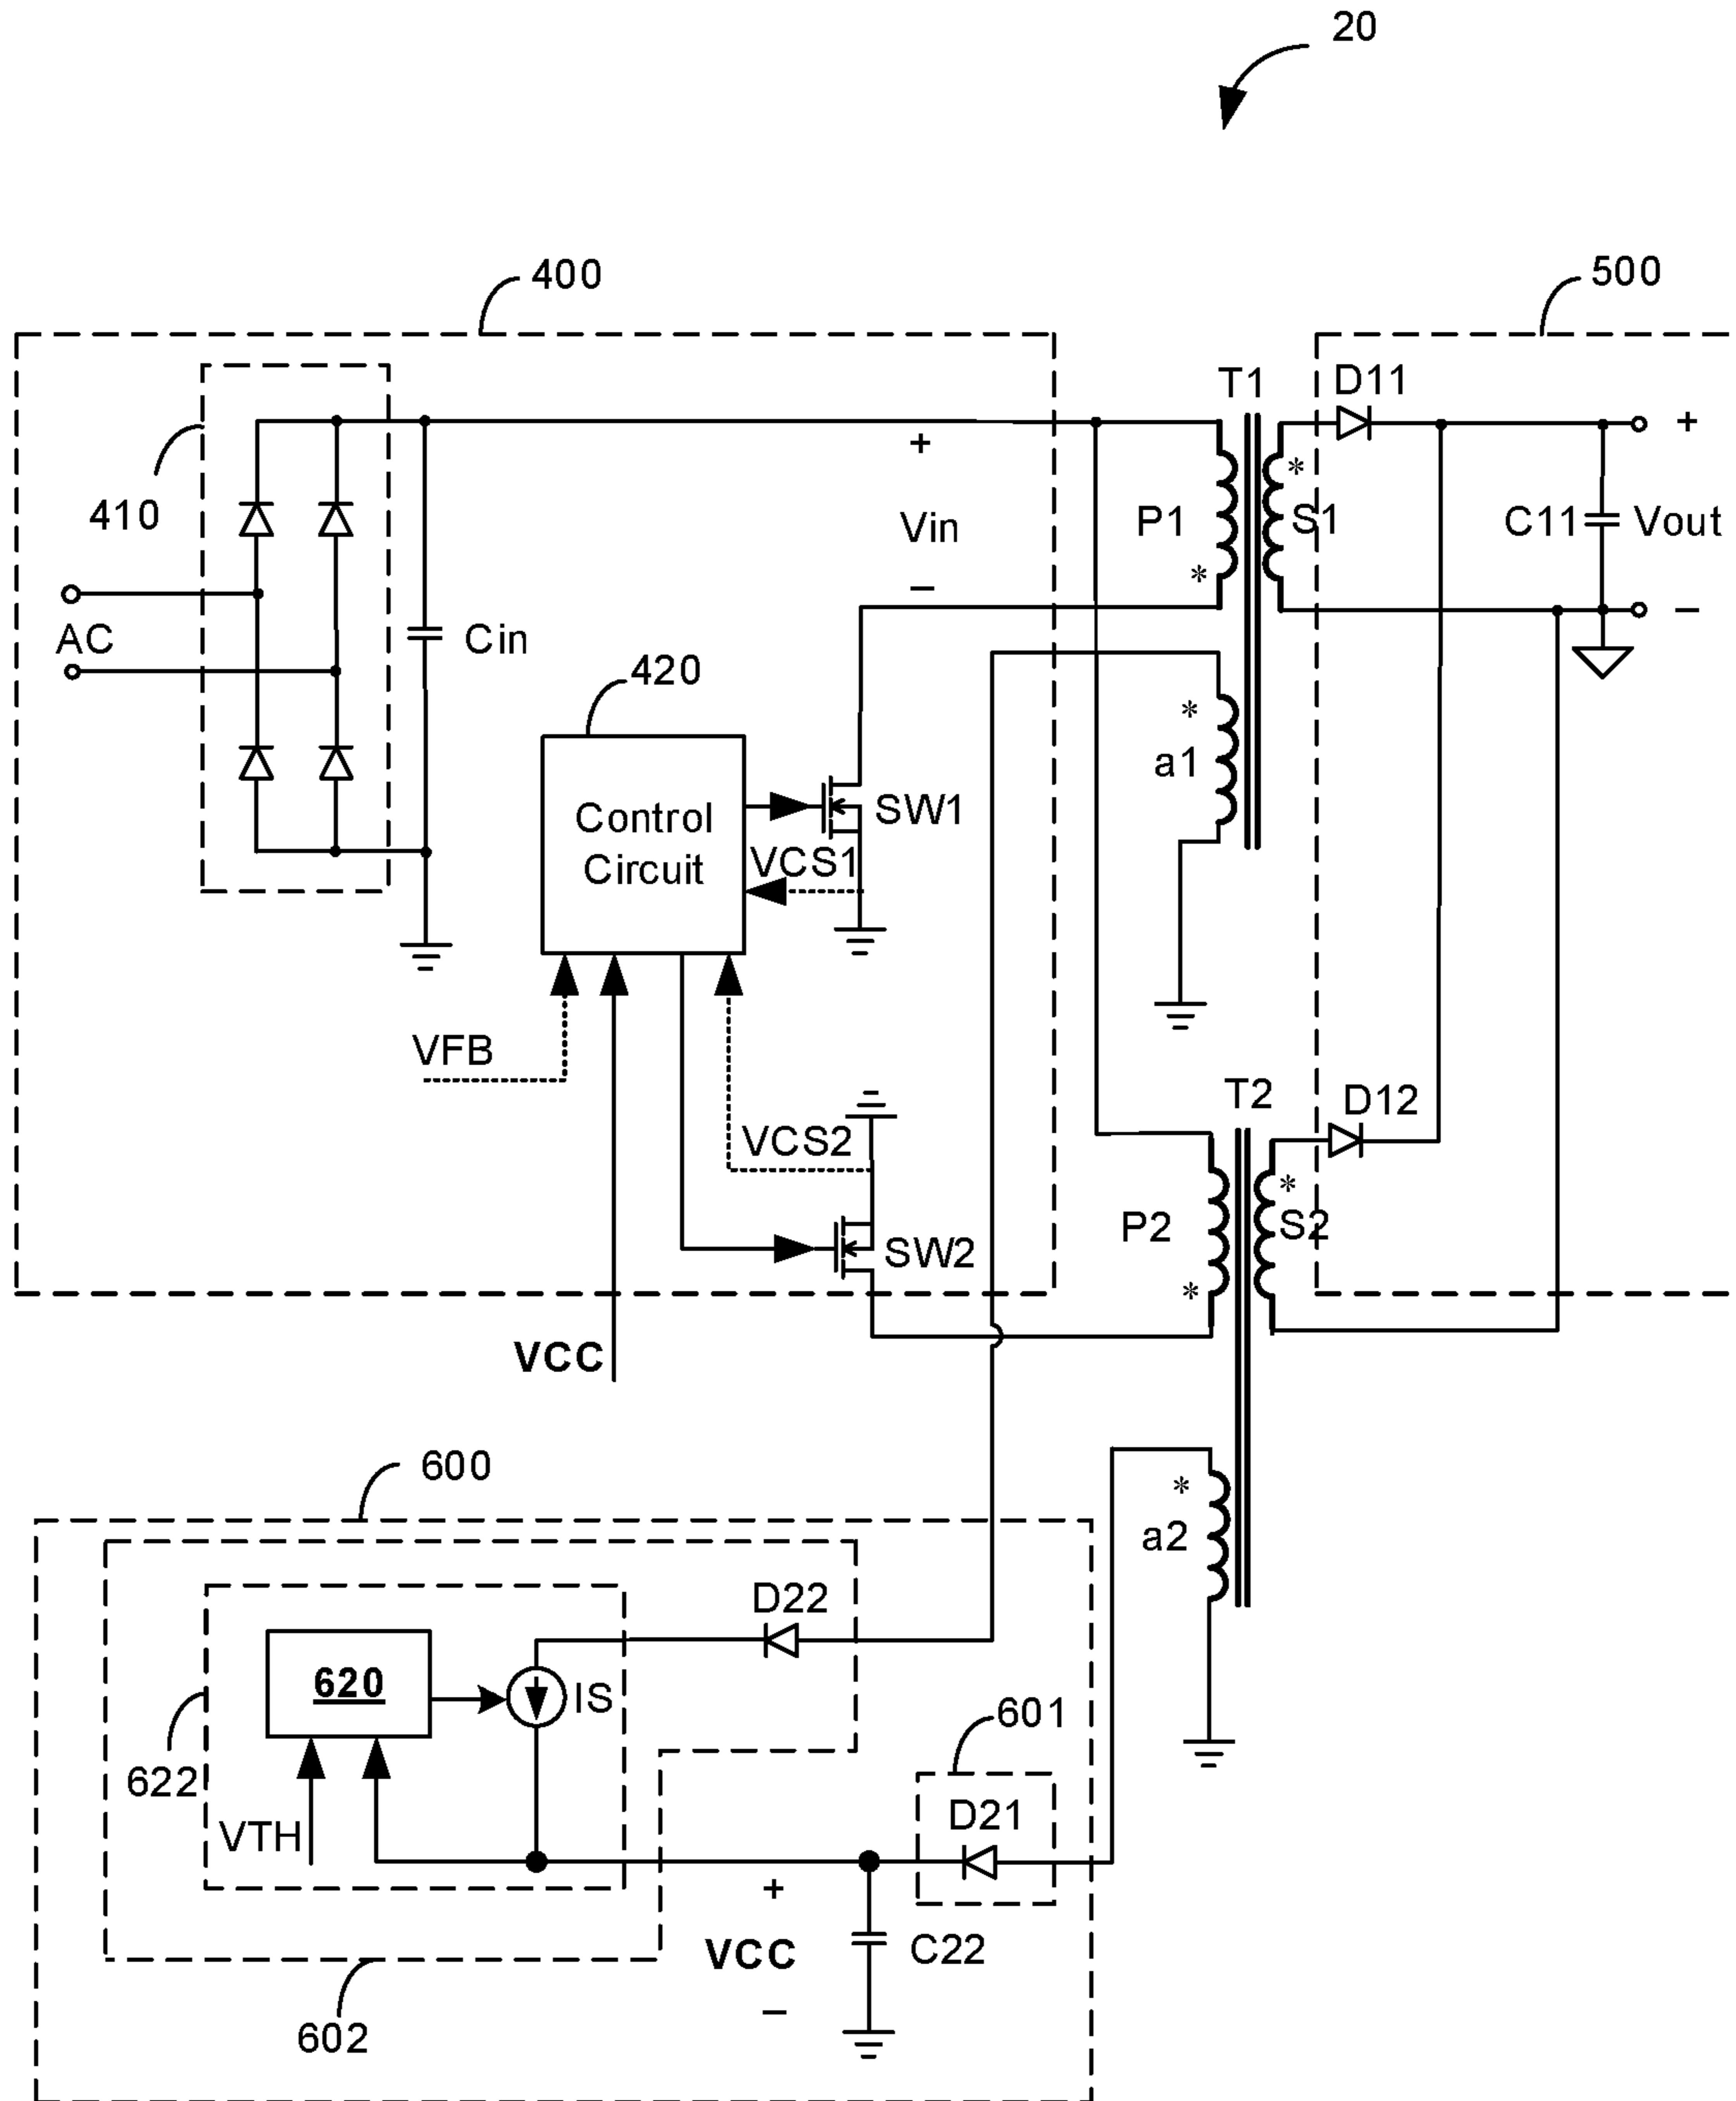 20
400
500
T1
D11
+
+
*
410
P1
S1
C11
Vout
Vin
*
−
−
AC
Cin
420
*
a1
Control
Circuit
SW1
VCS1
VFB
T2
D12
VCS2
*
P2
S2
SW2
*
VCC
600
*
a2
D22
620
IS
601
622
D21
VTH
+
VCC
C22
−
602